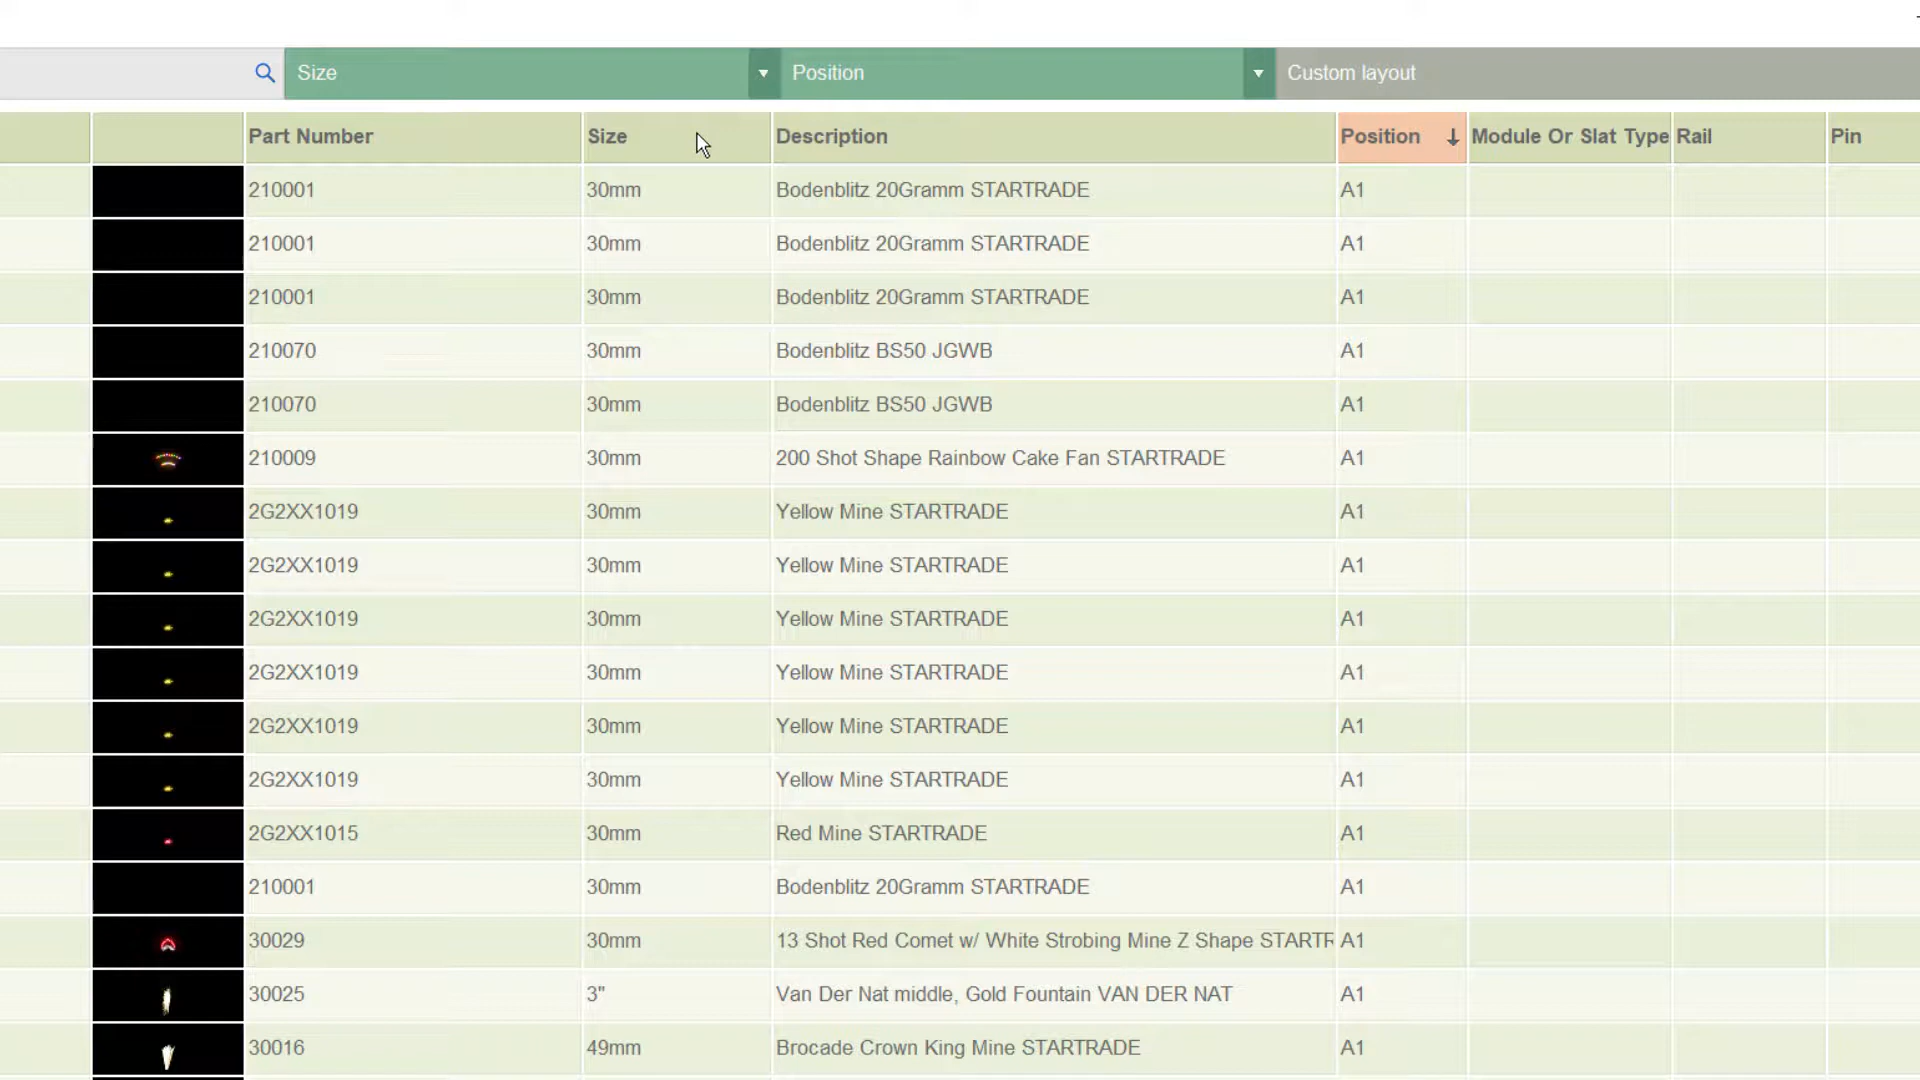 Size Position Custom layout
Part Number Size Description Position Module Or Slat Type Rail Pin
210001 30mm Bodenblitz 20Gramm STARTRADE A1
210001 30mm Bodenblitz 20Gramm STARTRADE A1
210001 30mm Bodenblitz 20Gramm STARTRADE A1
210070 30mm Bodenblitz BS50 JGWB A1
210070 30mm Bodenblitz BS50 JGWB A1
210009 30mm 200 Shot Shape Rainbow Cake Fan STARTRADE A1
2G2XX1019 30mm Yellow Mine STARTRADE A1
2G2XX1019 30mm Yellow Mine STARTRADE A1
2G2XX1019 30mm Yellow Mine STARTRADE A1
2G2XX1019 30mm Yellow Mine STARTRADE A1
2G2XX1019 30mm Yellow Mine STARTRADE A1
2G2XX1019 30mm Yellow Mine STARTRADE A1
2G2XX1015 30mm Red Mine STARTRADE A1
210001 30mm Bodenblitz 20Gramm STARTRADE A1
30029 30mm 13 Shot Red Comet w/ White Strobing Mine Z Shape STARTR A1
30025 3" Van Der Nat middle, Gold Fountain VAN DER NAT A1
30016 49mm Brocade Crown King Mine STARTRADE A1